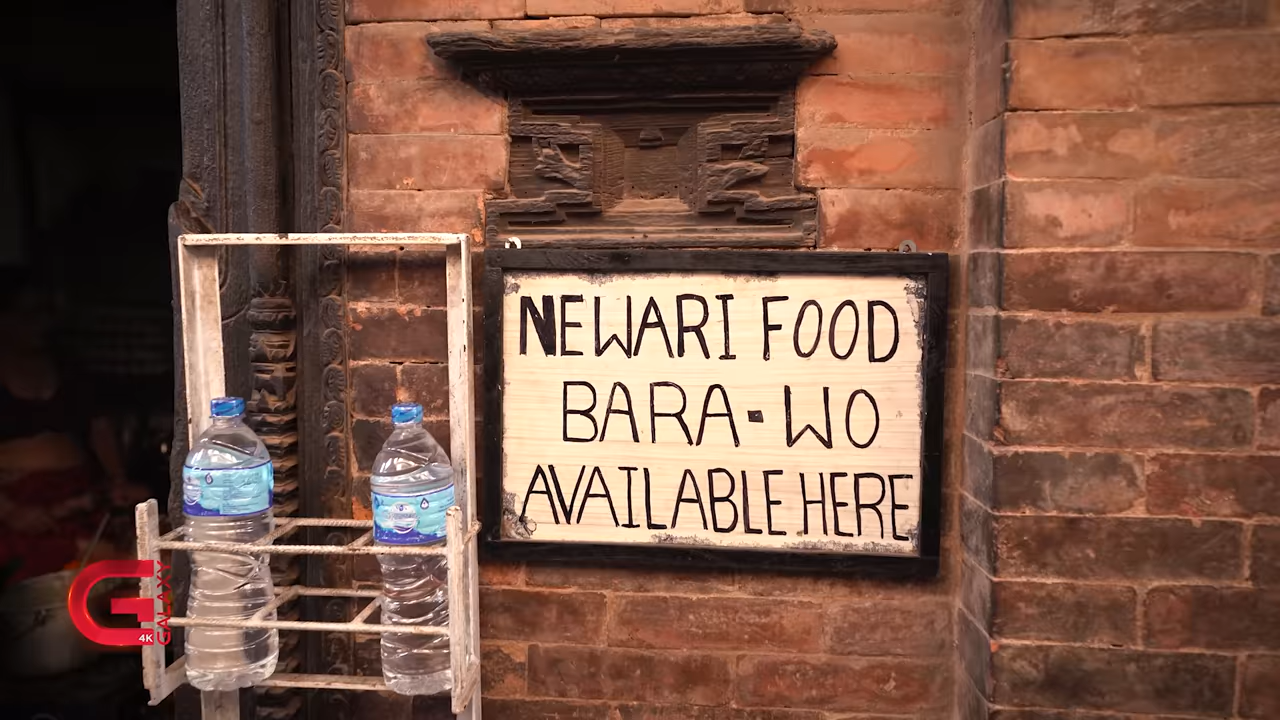 NEWARI FOOD
BARA-WO
AVAILABLE HERE
G
4K
GALAXY